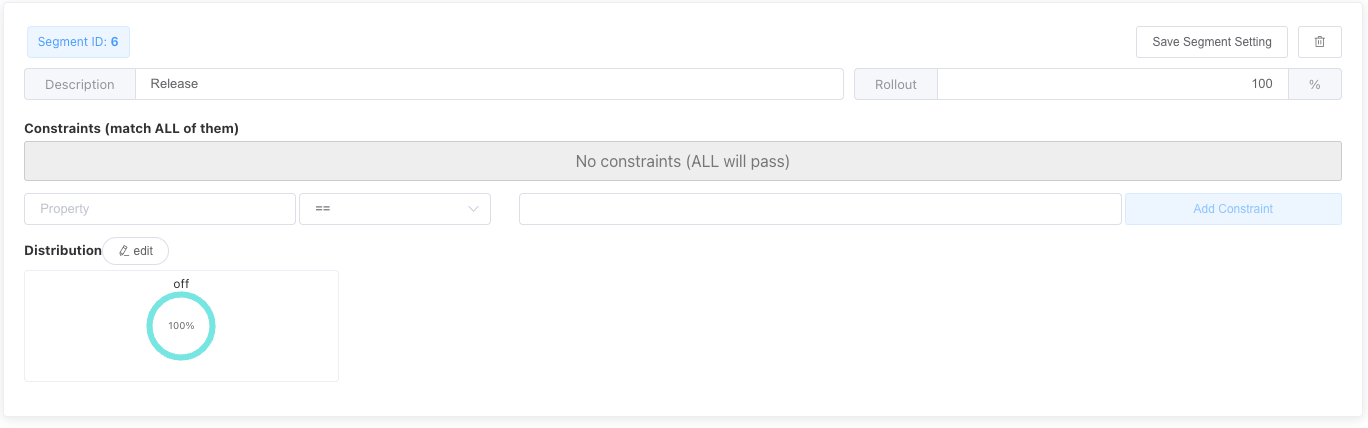 Segment ID: 6
Save Segment Setting
Description Release Rollout 100 %
Constraints (match ALL of them)
No constraints (ALL will pass)
Property == Add Constraint
Distribution edit
off
100%